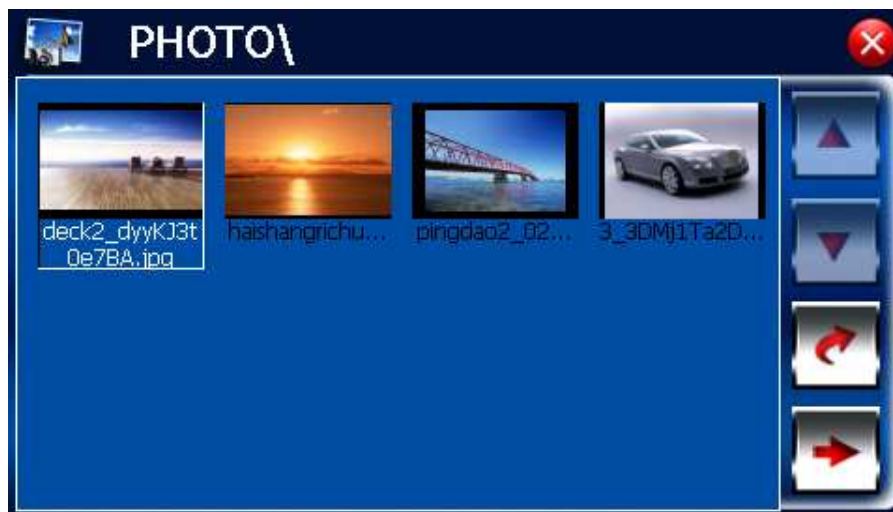 PHOTO\
deck2_dyyKJ3t
0e7BA.jpg
haishangrichu...
pingdao2_02...
3_3DMj1Ta2D...